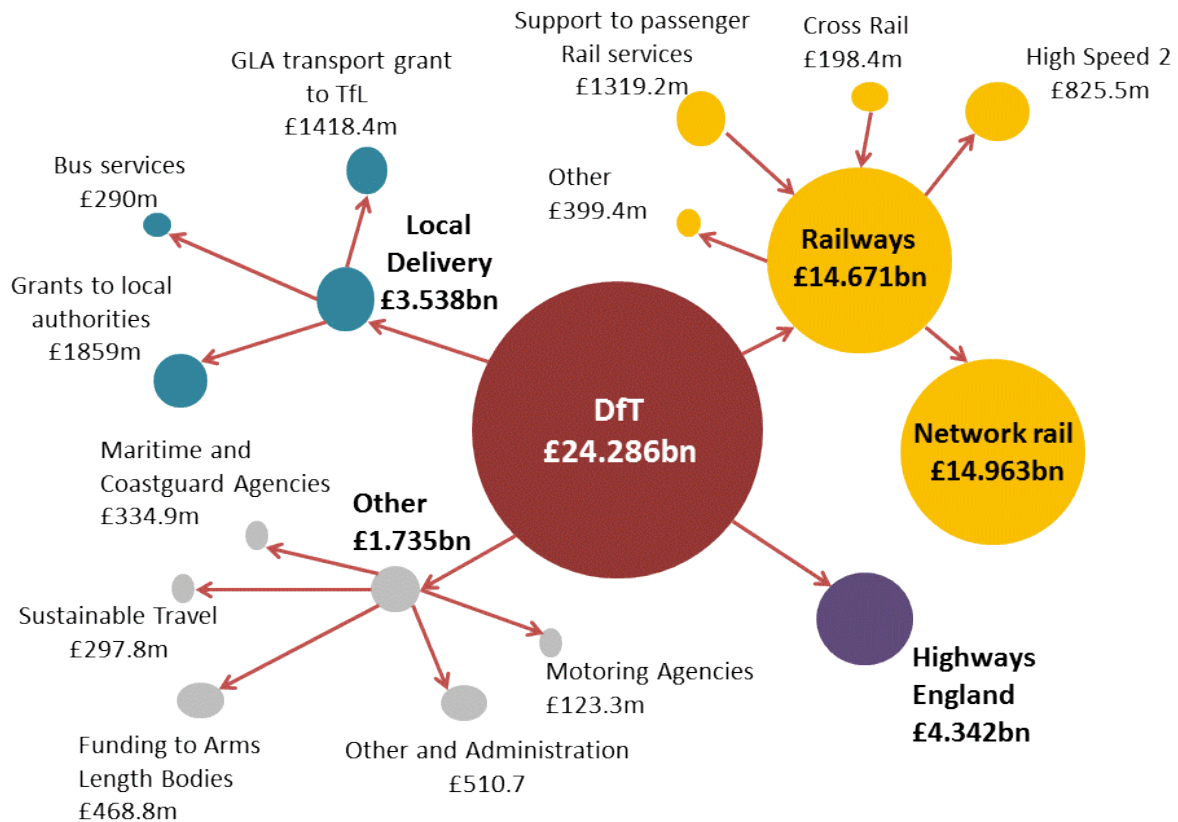 Support to passenger
Rail services
£1319.2m
Cross Rail
£198.4m
High Speed 2
£825.5m
GLA transport grant
to TfL
£1418.4m
Bus services
£290m
Other
£399.4m
Local
Delivery
£3.538bn
Railways
£14.671bn
Grants to local
authorities
£1859m
DfT
£24.286bn
Network rail
£14.963bn
Maritime and
Coastguard Agencies
£334.9m
Other
£1.735bn
Sustainable Travel
£297.8m
Motoring Agencies
£123.3m
Highways
England
£4.342bn
Funding to Arms
Length Bodies
£468.8m
Other and Administration
£510.7